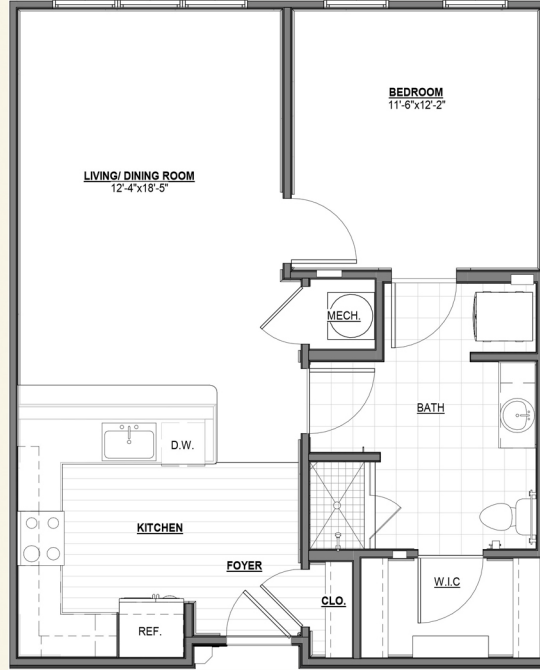 BEDROOM
11'-6"x12'-2"
LIVING/ DINING ROOM
12'-4"x18'-5"
MECH.
BATH
D.W.
KITCHEN
FOYER
W.I.C
CLO.
REF.